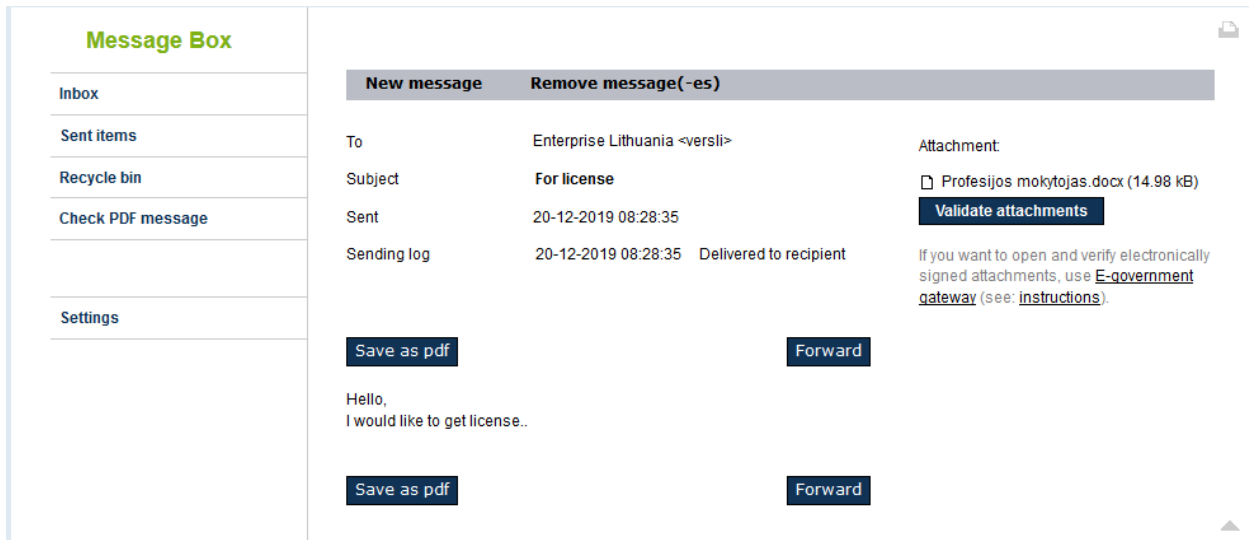 Message Box
Inbox
Sent items
Recycle bin
Check PDF message
Settings
New message Remove message(-es)
To Enterprise Lithuania <versli>
Subject For license
Sent 20-12-2019 08:28:35
Sending log 20-12-2019 08:28:35 Delivered to recipient
Attachment:
Profesijos mokytojas.docx (14.98 kB)
Validate attachments
If you want to open and verify electronically
signed attachments, use E-government
gateway (see: instructions).
Save as pdf Forward
Hello,
I would like to get license..
Save as pdf Forward